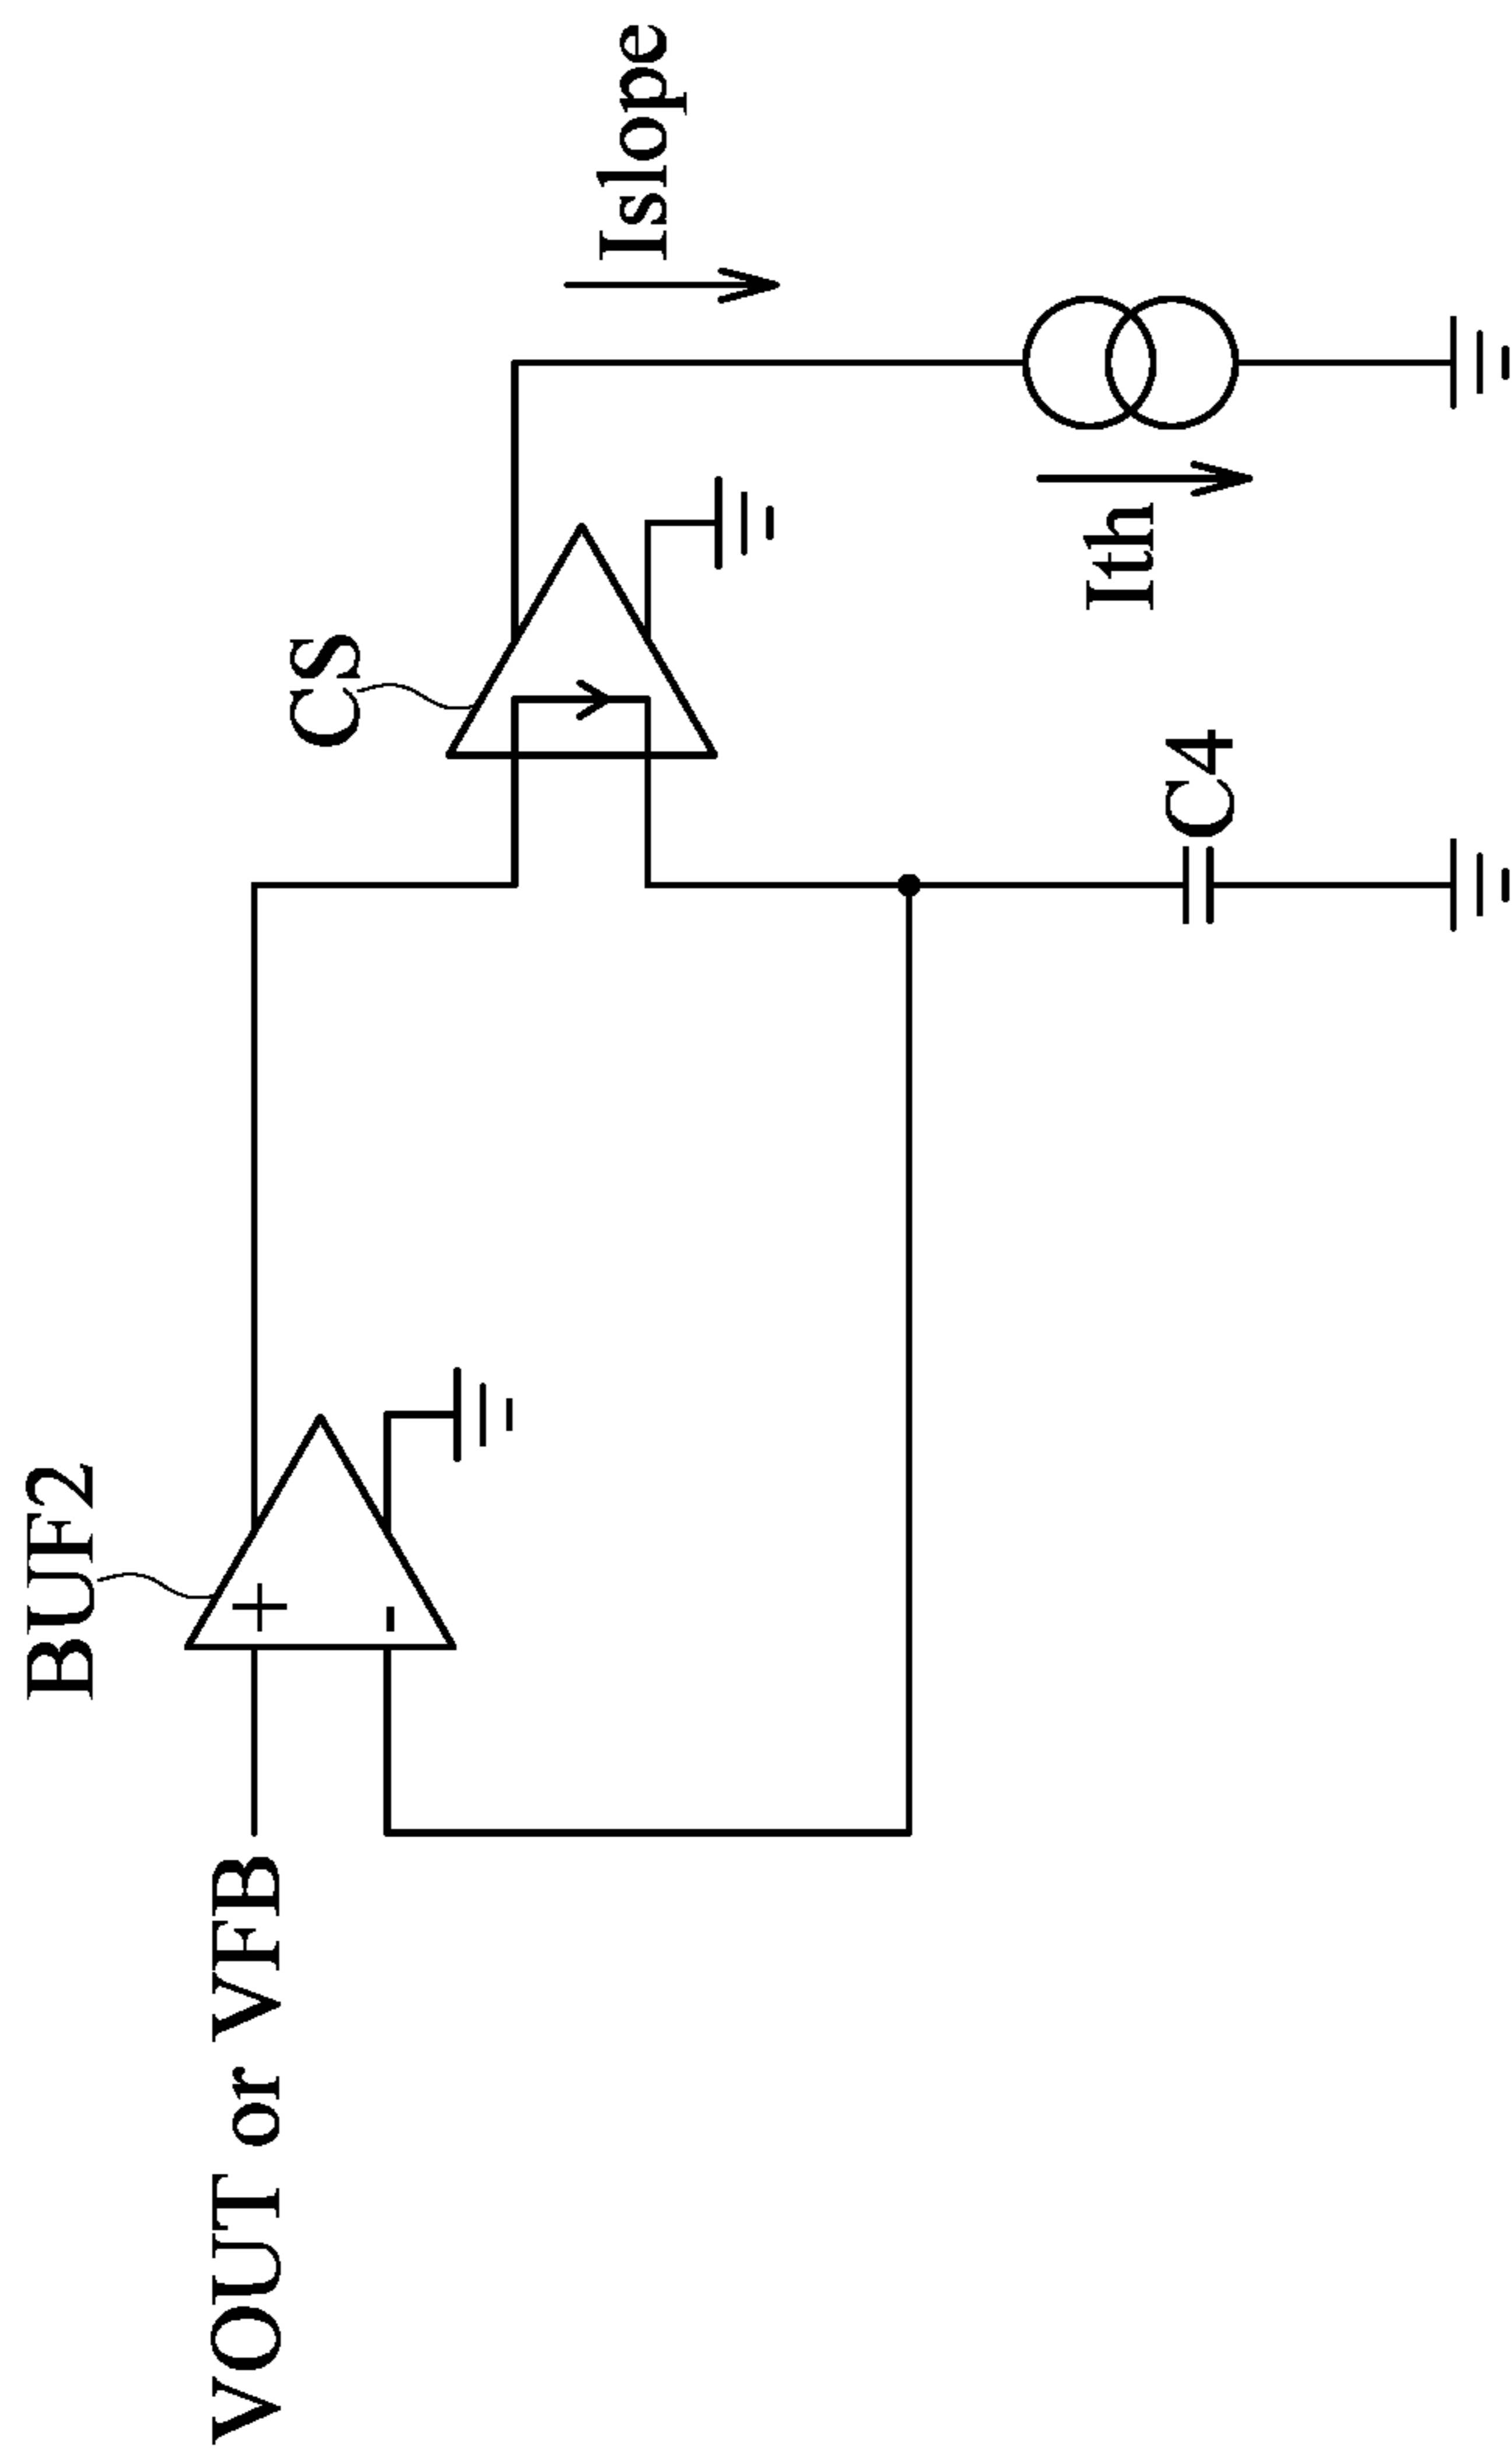 VOUT or VFB
BUF2
CS
C4
Ith
Islope
+
-